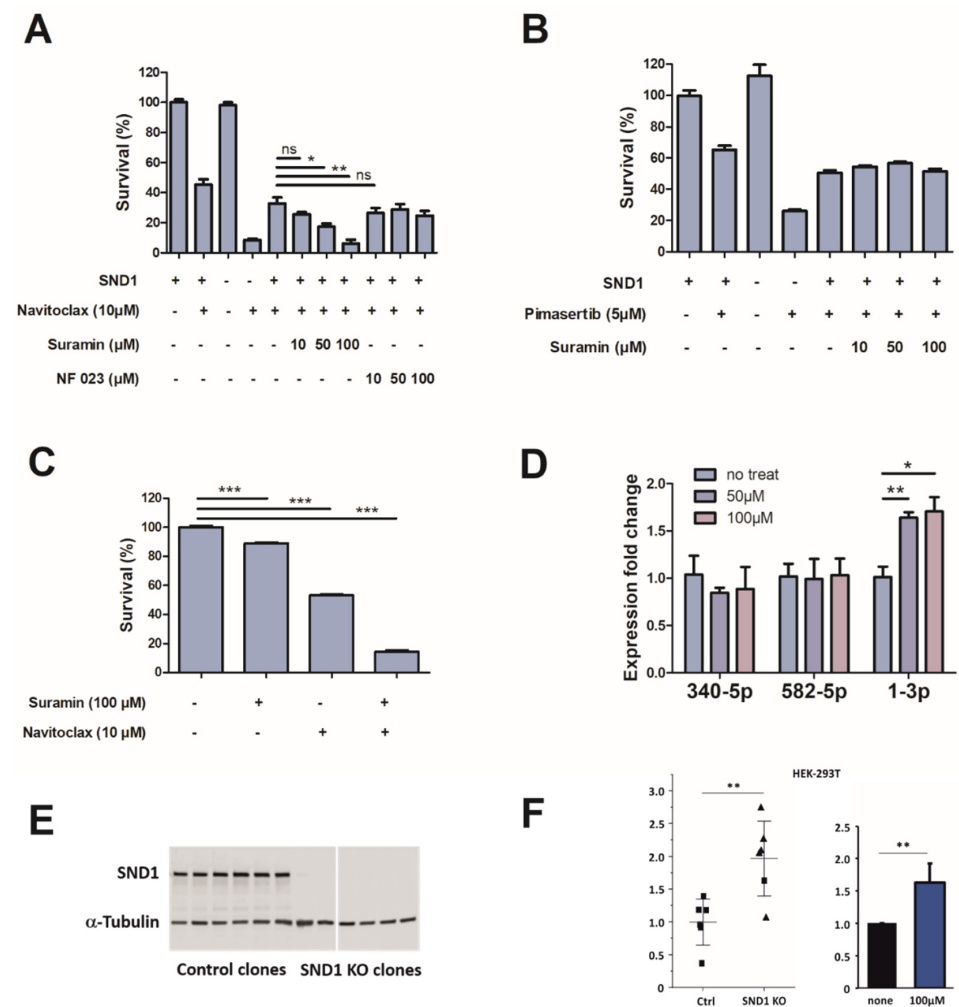 A
120
100
80
60
40
20
0
Survival (%)
ns
*
**
ns
SND1 + + - - + + + + + + +
Navitoclax (10µM) - + - + + + + + + + +
Suramin (µM) - - - - - 10 50 100 - - -
NF 023 (µM) - - - - - - - - 10 50 100
B
120
100
80
60
40
20
0
Survival (%)
SND1 + + - - + + + +
Pimasertib (5µM) - + - + + + + +
Suramin (µM) - - - - - 10 50 100
C
120
100
80
60
40
20
0
Survival (%)
***
***
***
Suramin (100 µM) - + - +
Navitoclax (10 µM) - - + +
D
2.0
1.5
1.0
0.5
0.0
Expression fold change
no treat
50µM
100µM
*
**
340-5p 582-5p 1-3p
E
SND1
α-Tubulin
Control clones SND1 KO clones
F
HEK-293T
3.0
2.5
2.0
1.5
1.0
0.5
0
**
Ctrl SND1 KO
2.5
2.0
1.5
1.0
0.5
0.0
**
none 100µM